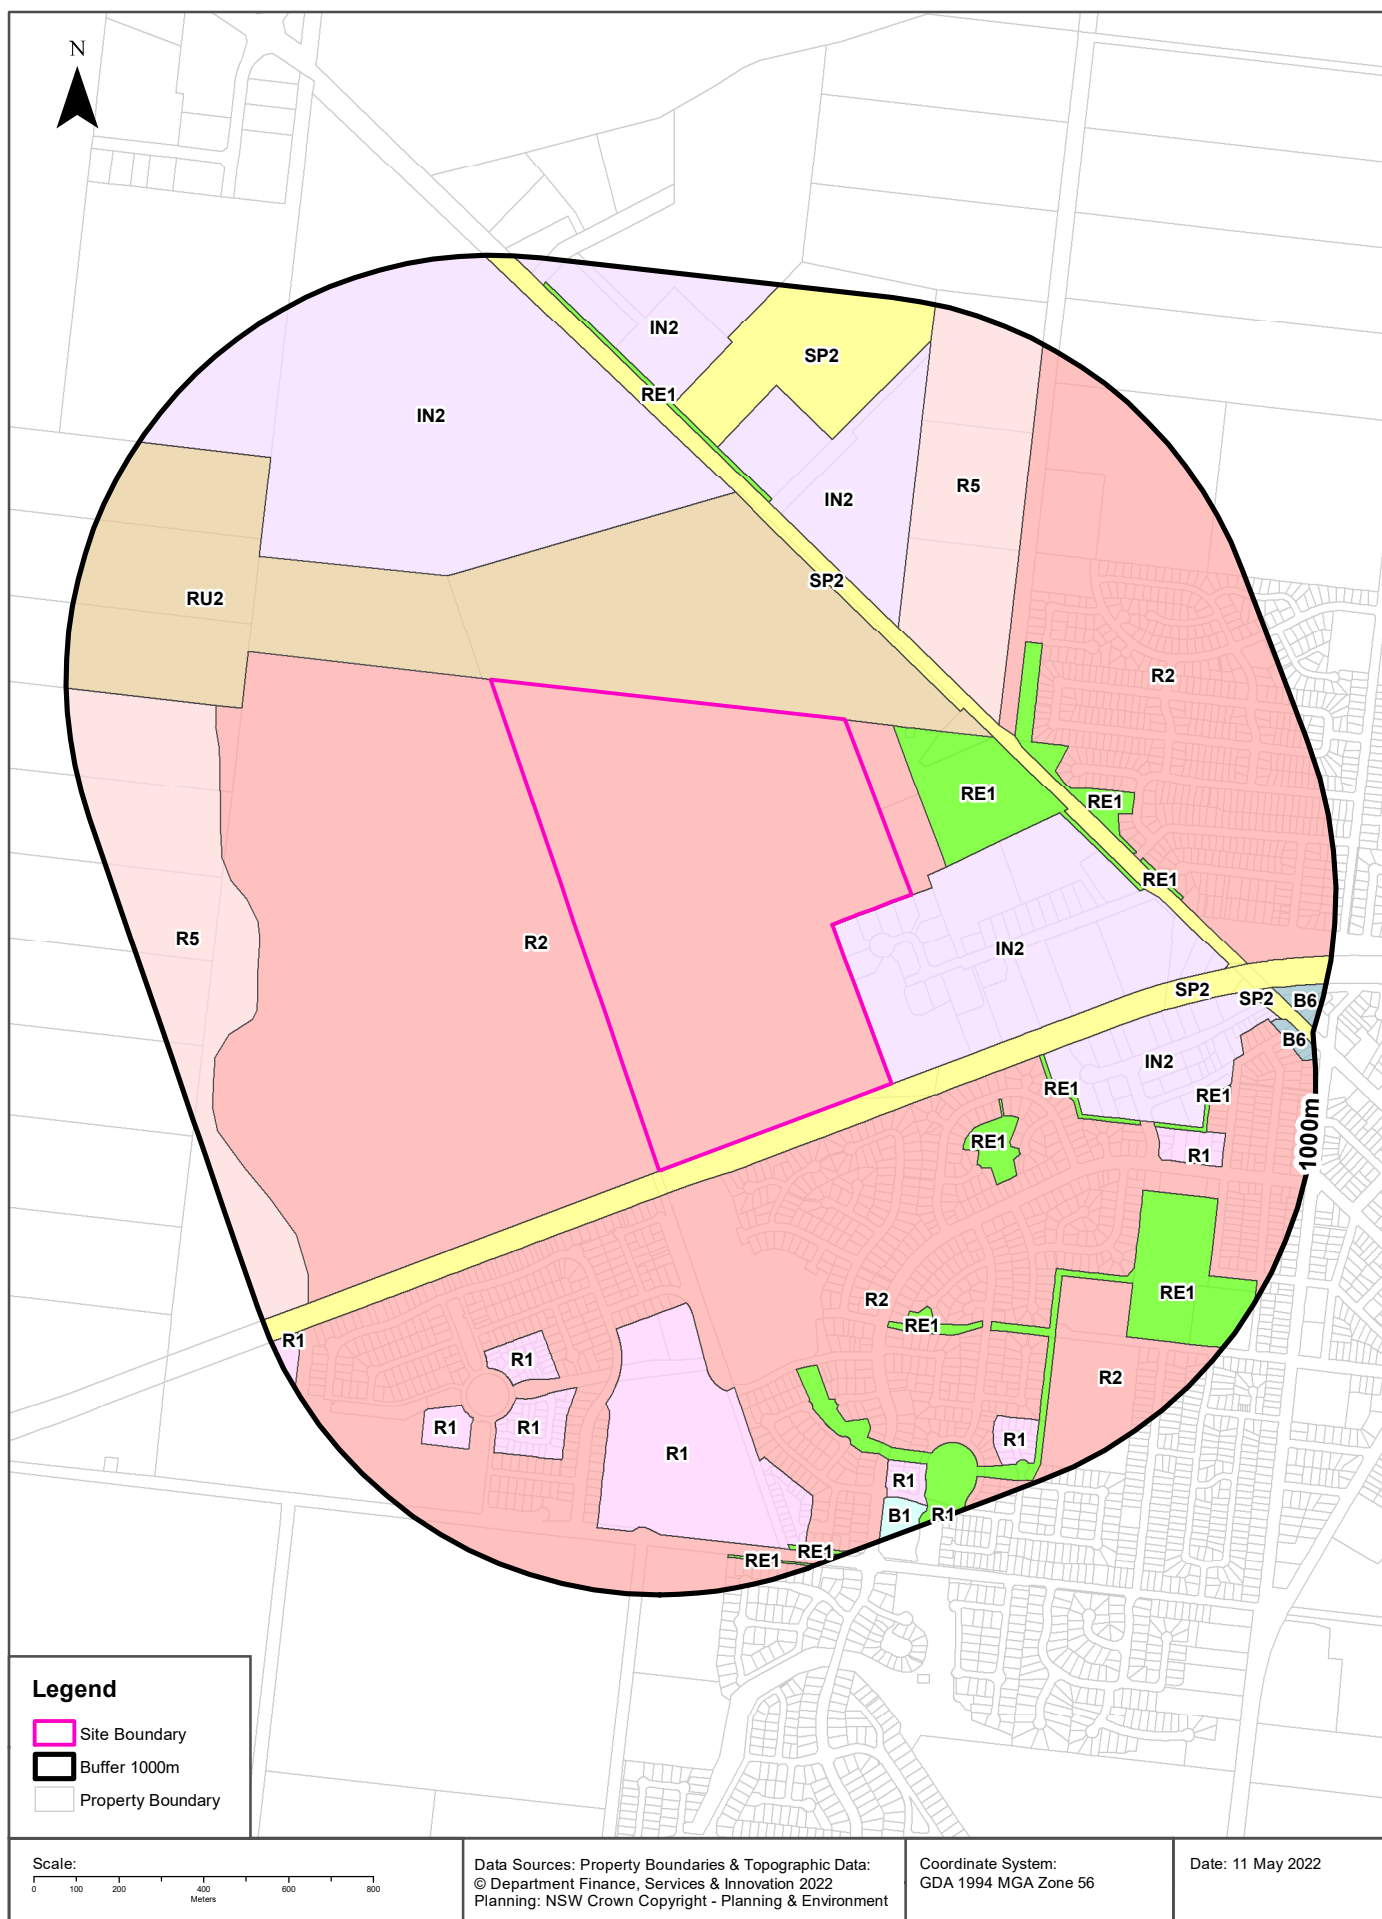 N
IN2
SP2
RE1
IN2
R5
IN2
SP2
RU2
R2
RE1
RE1
RE1
R5
R2
IN2
SP2
SP2
B6
B6
IN2
RE1
RE1
RE1
R1
1000m
RE1
R2
RE1
R1
R1
R2
R1
R1
R1
R1
R1
B1
R1
RE1
RE1
Legend
Site Boundary
Buffer 1000m
Property Boundary
Scale:
0 100 200 400 600 800
Meters
Data Sources: Property Boundaries & Topographic Data:
© Department Finance, Services & Innovation 2022
Planning: NSW Crown Copyright - Planning & Environment
Coordinate System:
GDA 1994 MGA Zone 56
Date: 11 May 2022